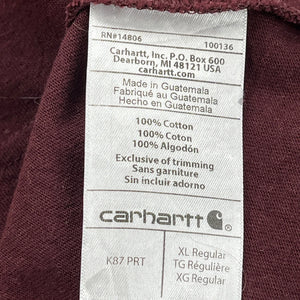 RN#14806 100136
Carhartt, Inc. P.O. Box 600
Dearborn, MI 48121 USA
carhartt.com
Made in Guatemala
Fabriqué au Guatemala
Hecho en Guatemala
100% Cotton
100% Coton
100% Algodón
Exclusive of trimming
Sans garniture
Sin incluir adorno
carhartt
K87 PRT
XL Regular
TG Régulière
XG Regular